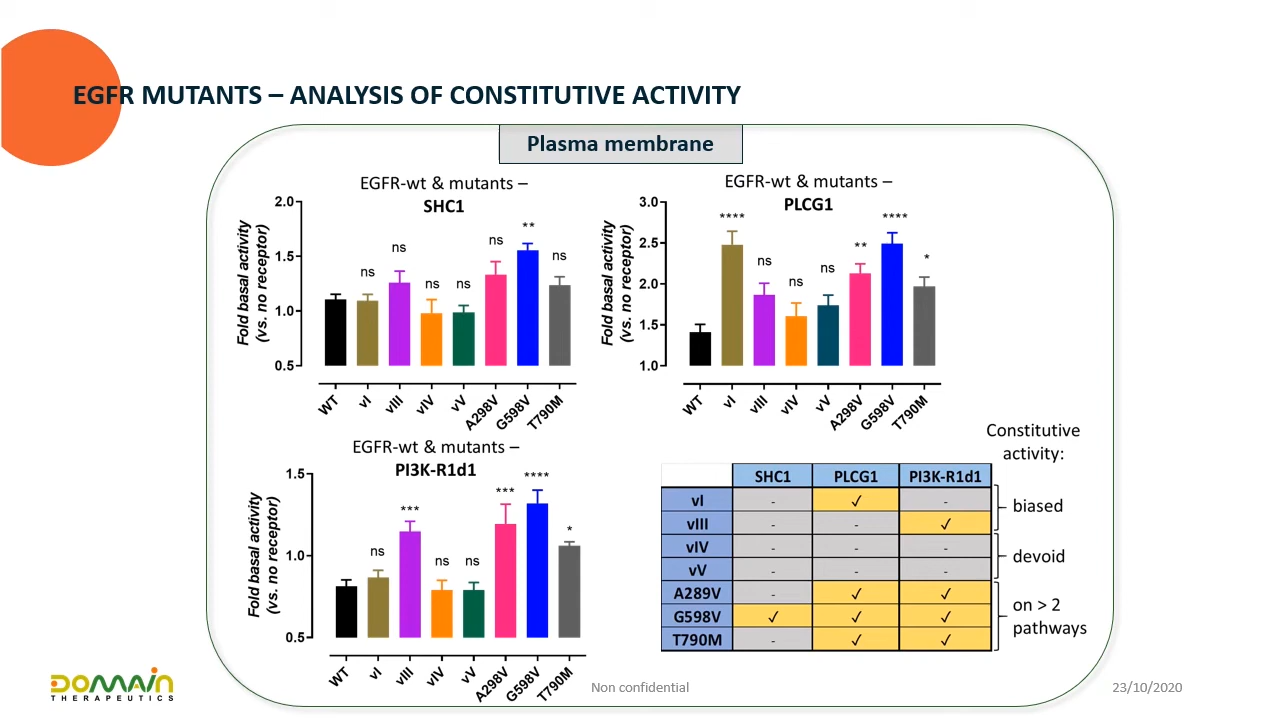 EGFR MUTANTS – ANALYSIS OF CONSTITUTIVE ACTIVITY
Plasma membrane
EGFR-wt & mutants –
SHC1
Fold basal activity
(vs. no receptor)
2.0
1.5
1.0
0.5
ns
ns
ns
ns
ns
**
ns
WT
vI
vIII
vIV
vV
A298V
G598V
T790M
EGFR-wt & mutants –
PLCG1
Fold basal activity
(vs. no receptor)
3.0
2.5
2.0
1.5
1.0
****
ns
ns
ns
**
****
*
WT
vI
vIII
vIV
vV
A298V
G598V
T790M
EGFR-wt & mutants –
PI3K-R1d1
Fold basal activity
(vs. no receptor)
1.5
1.0
0.5
ns
***
ns
ns
***
****
*
WT
vI
vIII
vIV
vV
A298V
G598V
T790M
Constitutive
activity:
SHC1 PLCG1 PI3K-R1d1
vI - ✓ -
vIII - - ✓
vIV - - -
vV - - -
A289V - ✓ ✓
G598V ✓ ✓ ✓
T790M - ✓ ✓
biased
devoid
on > 2
pathways
DOMAIN
THERAPEUTICS
Non confidential
23/10/2020